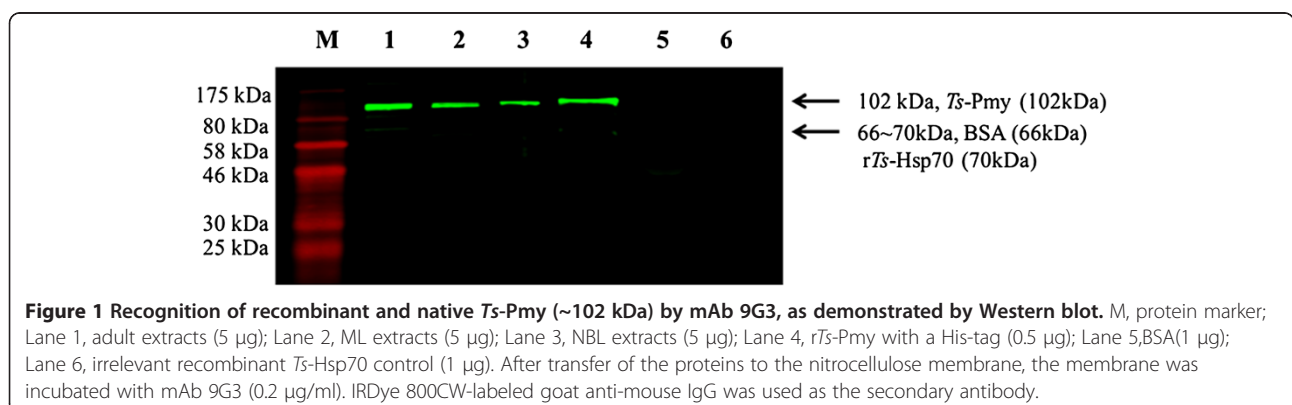 M 1 2 3 4 5 6
175 kDa
80 kDa
58 kDa
46 kDa
30 kDa
25 kDa
102 kDa, Ts-Pmy (102kDa)
66~70kDa, BSA (66kDa)
rTs-Hsp70 (70kDa)
Figure 1 Recognition of recombinant and native Ts-Pmy (~102 kDa) by mAb 9G3, as demonstrated by Western blot. M, protein marker;
Lane 1, adult extracts (5 μg); Lane 2, ML extracts (5 μg); Lane 3, NBL extracts (5 μg); Lane 4, rTs-Pmy with a His-tag (0.5 μg); Lane 5,BSA(1 μg);
Lane 6, irrelevant recombinant Ts-Hsp70 control (1 μg). After transfer of the proteins to the nitrocellulose membrane, the membrane was
incubated with mAb 9G3 (0.2 μg/ml). IRDye 800CW-labeled goat anti-mouse IgG was used as the secondary antibody.